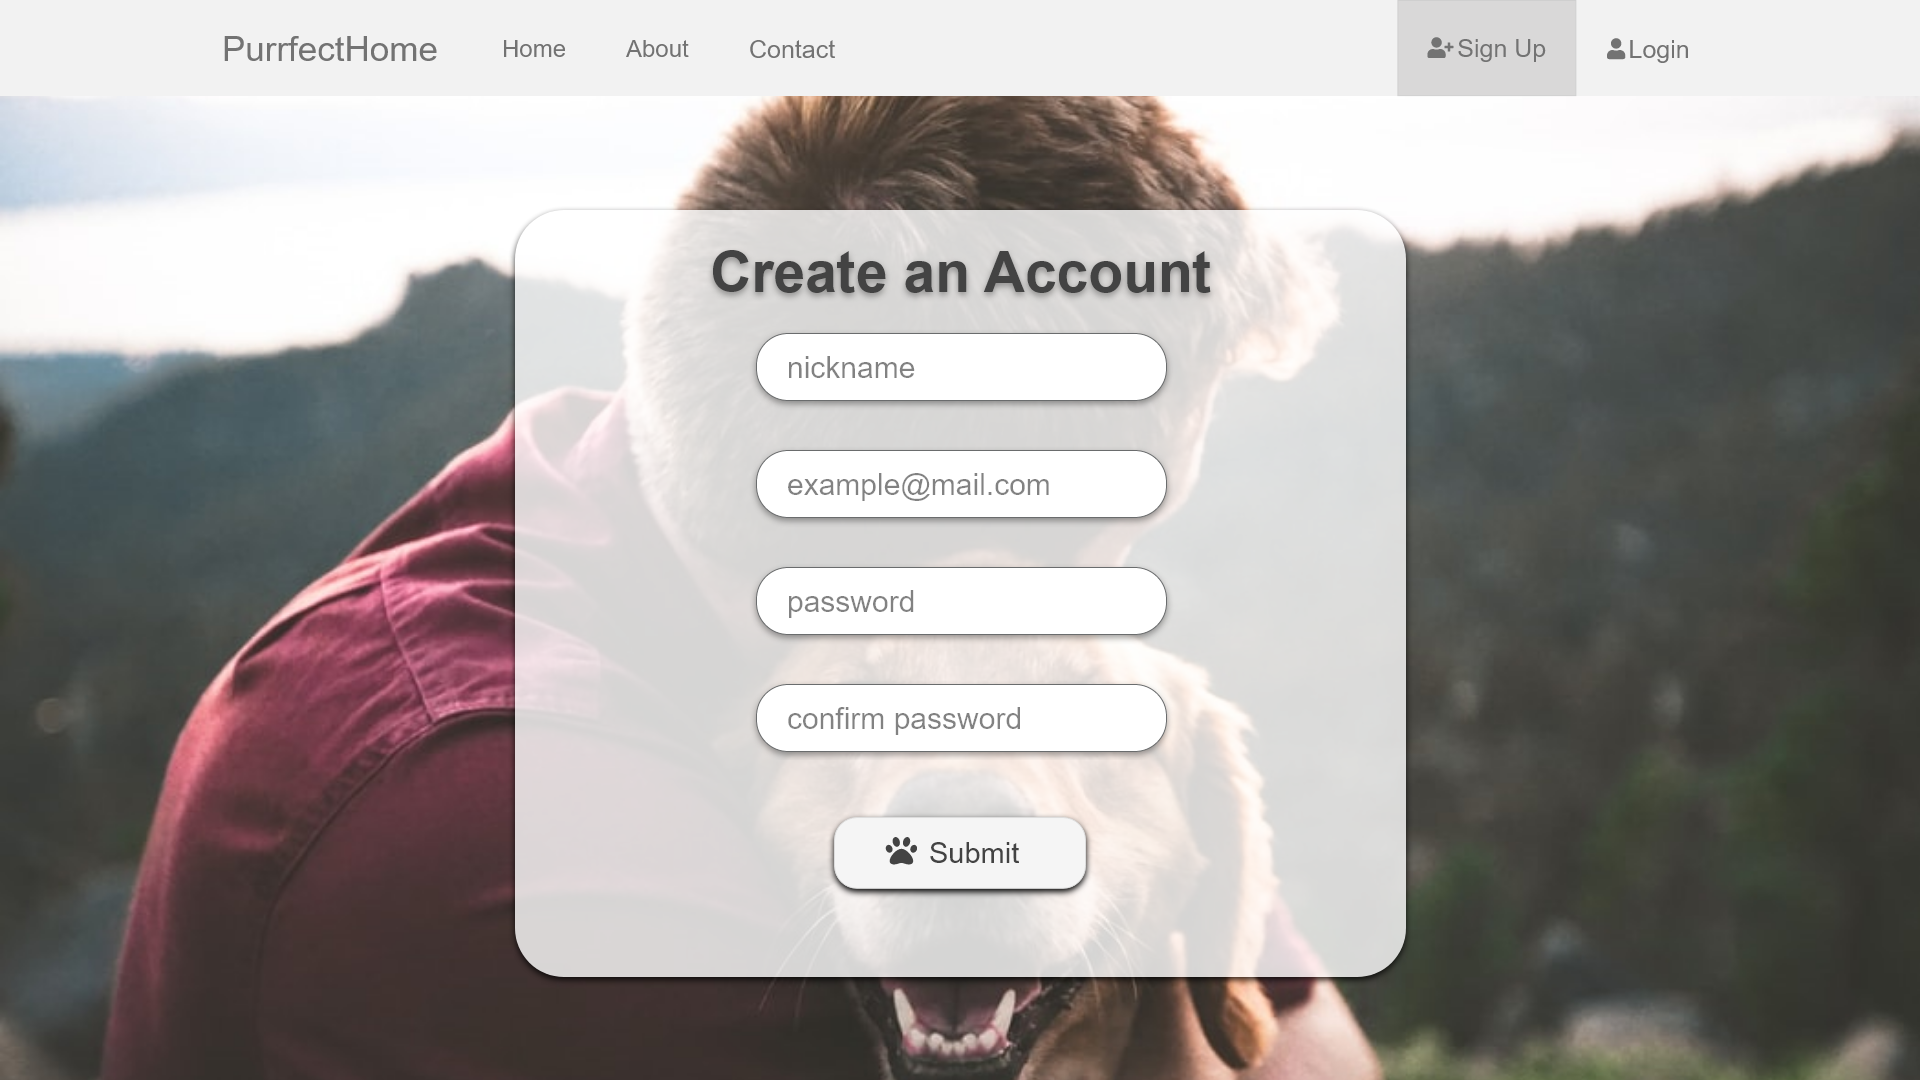 PurrfectHome Home About Contact Sign Up Login
Create an Account
nickname
example@mail.com
password
confirm password
Submit